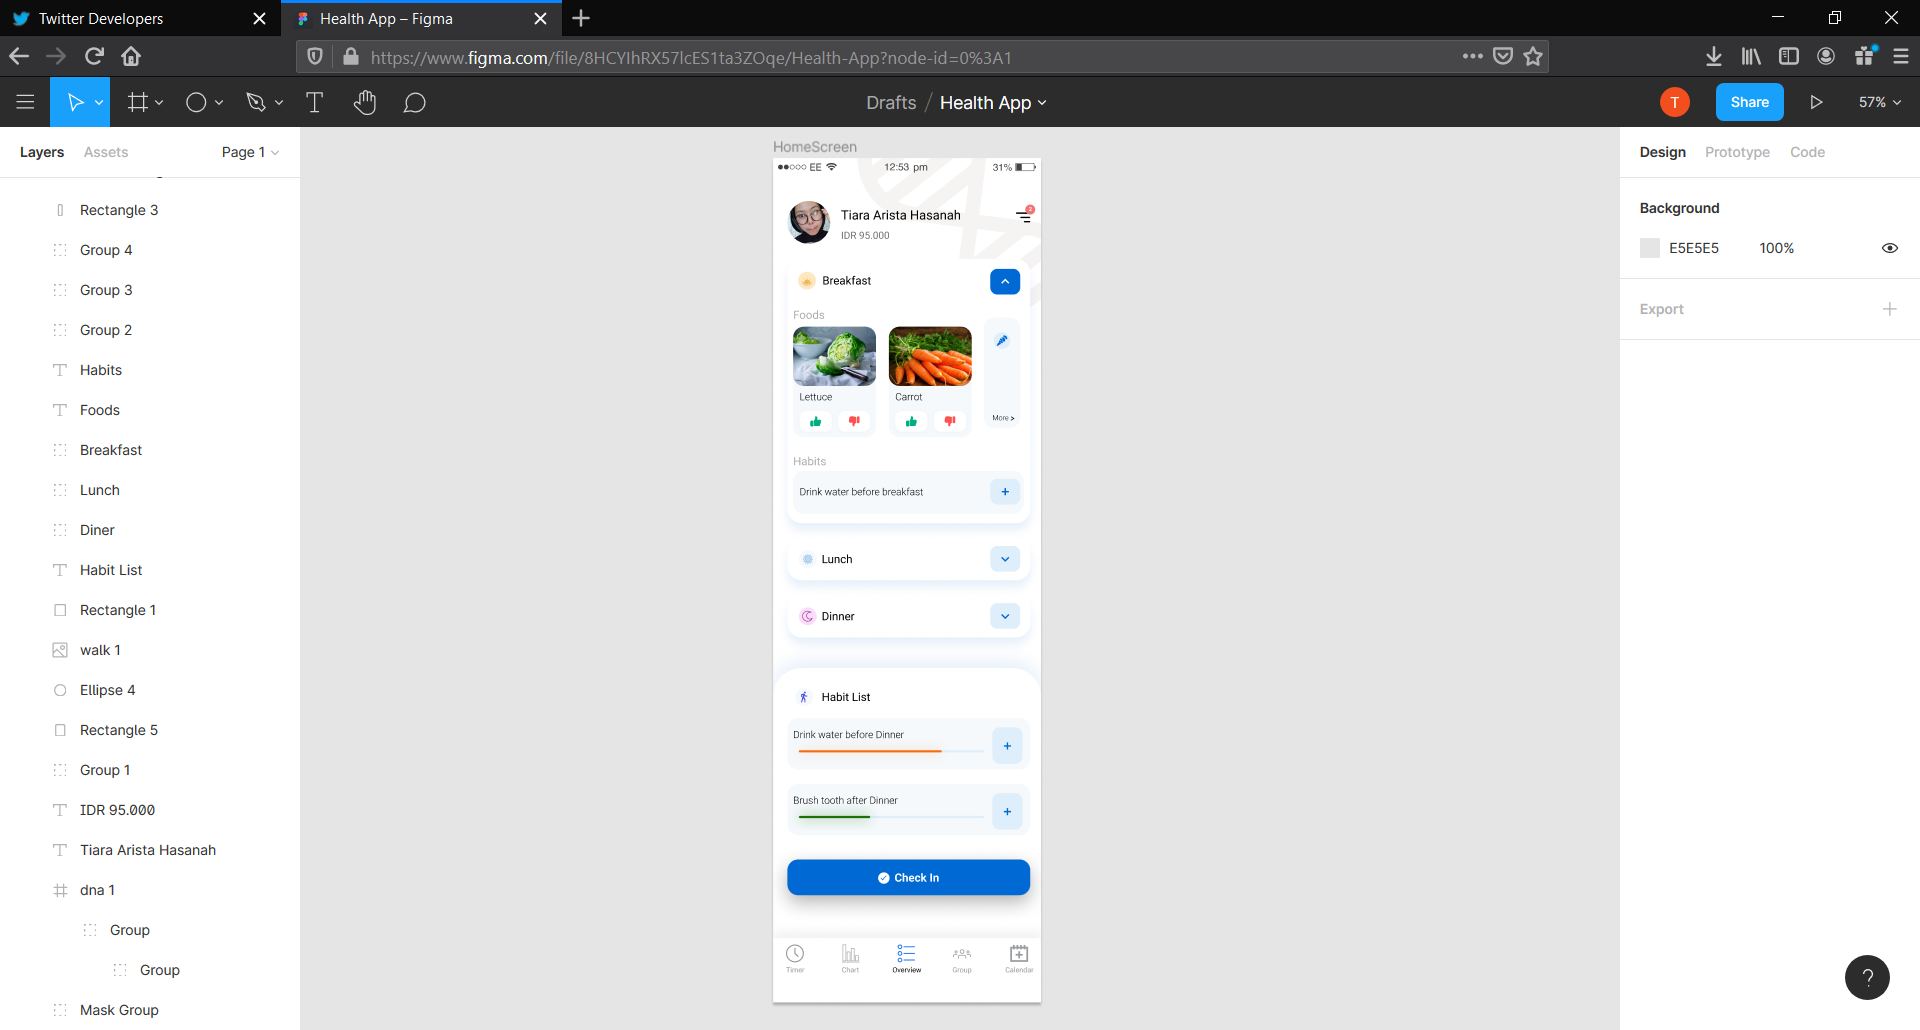 Twitter Developers
Health App – Figma
https://www.figma.com/file/8HCYIhRX57lcES1ta3ZOqe/Health-App?node-id=0%3A1
Drafts / Health App
T
Share
57%
Layers
Assets
Page 1
Rectangle 3
Group 4
Group 3
Group 2
Habits
Foods
Breakfast
Lunch
Diner
Habit List
Rectangle 1
walk 1
Ellipse 4
Rectangle 5
Group 1
IDR 95.000
Tiara Arista Hasanah
dna 1
Group
Group
Mask Group
HomeScreen
EE
12:53 pm
31%
Tiara Arista Hasanah
IDR 95.000
Breakfast
Foods
Lettuce
Carrot
More >
Habits
Drink water before breakfast
+
Lunch
Dinner
Habit List
Drink water before Dinner
+
Brush tooth after Dinner
+
Check In
Timer
Chart
Overview
Group
Calendar
Design
Prototype
Code
Background
E5E5E5
100%
Export
?